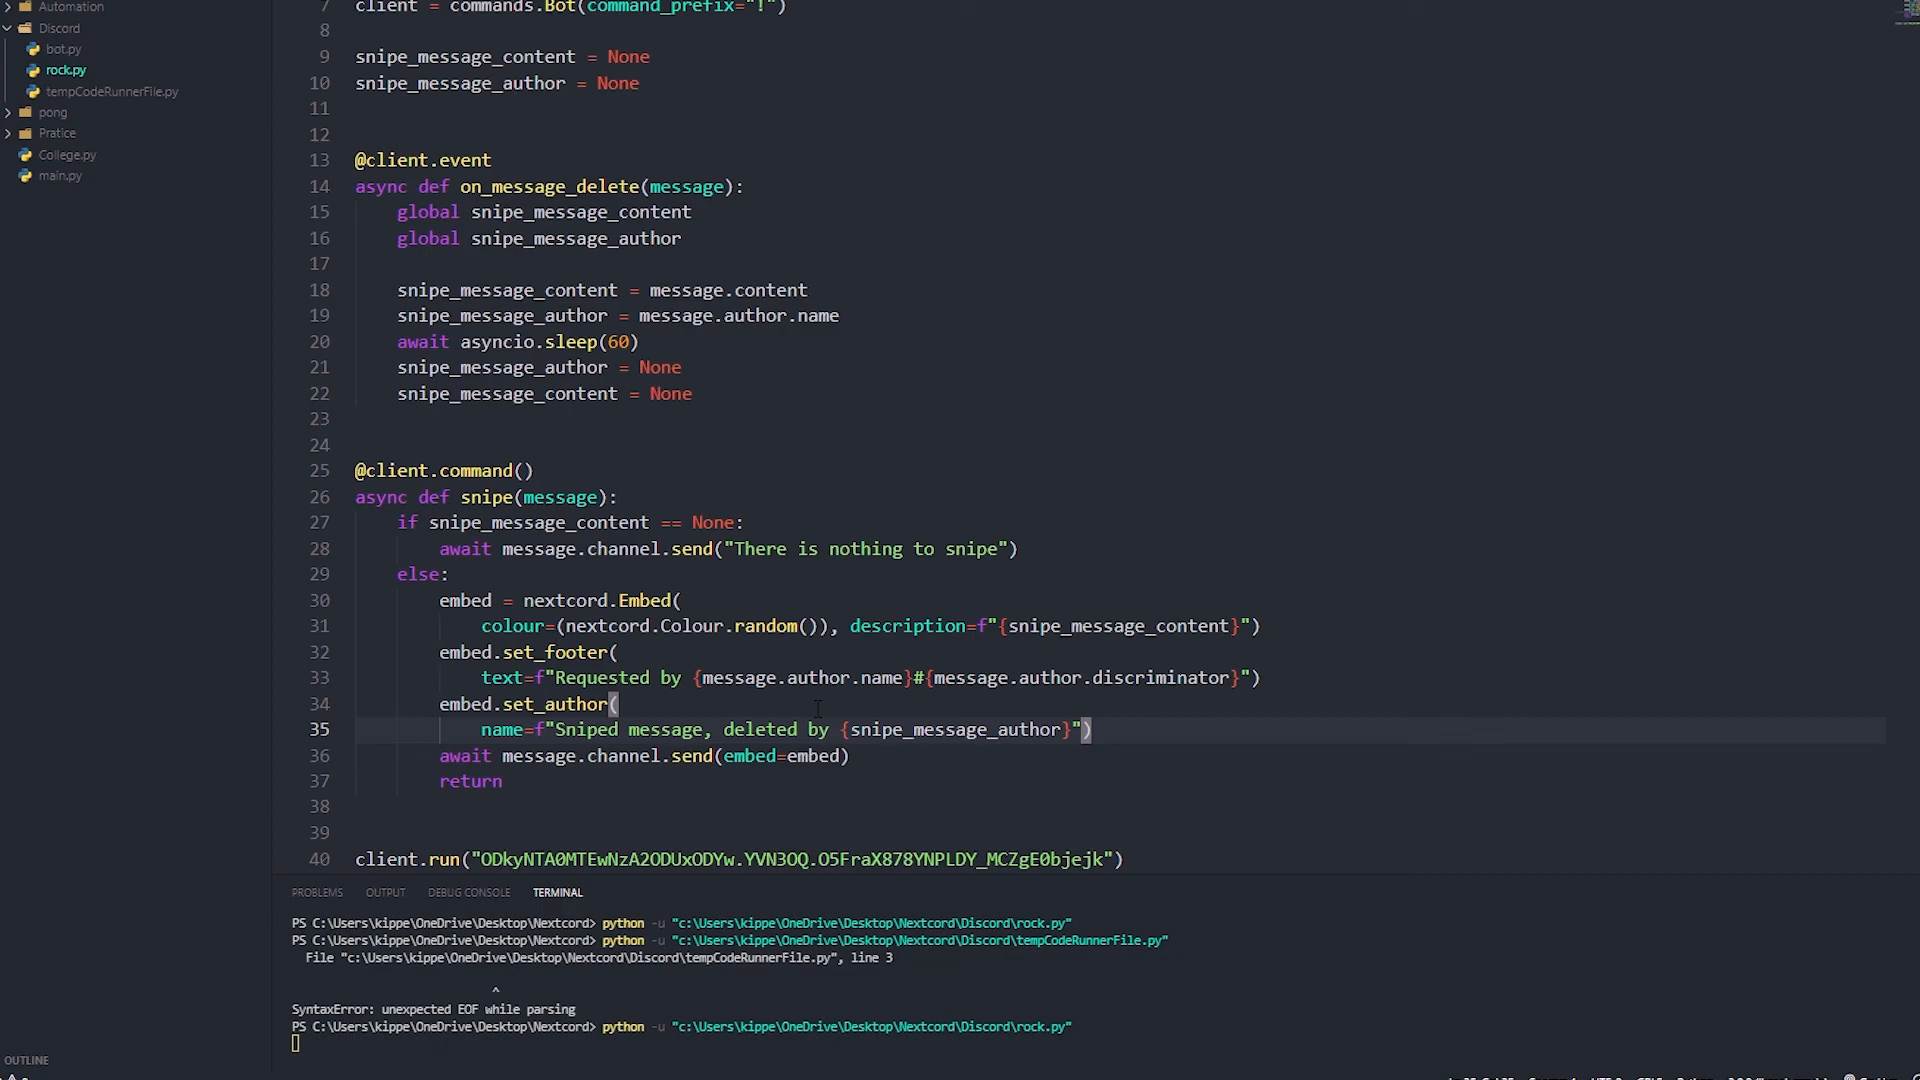 Automation
Discord
bot.py
rock.py
tempCodeRunnerFile.py
pong
Pratice
College.py
main.py
OUTLINE
7 client = commands.Bot(command_prefix="!")
8
9 snipe_message_content = None
10 snipe_message_author = None
11
12
13 @client.event
14 async def on_message_delete(message):
15 global snipe_message_content
16 global snipe_message_author
17
18 snipe_message_content = message.content
19 snipe_message_author = message.author.name
20 await asyncio.sleep(60)
21 snipe_message_author = None
22 snipe_message_content = None
23
24
25 @client.command()
26 async def snipe(message):
27 if snipe_message_content == None:
28 await message.channel.send("There is nothing to snipe")
29 else:
30 embed = nextcord.Embed(
31 colour=(nextcord.Colour.random()), description=f"{snipe_message_content}")
32 embed.set_footer(
33 text=f"Requested by {message.author.name}#{message.author.discriminator}")
34 embed.set_author(
35 name=f"Sniped message, deleted by {snipe_message_author}")
36 await message.channel.send(embed=embed)
37 return
38
39
40 client.run("ODkyNTA0MTEwNzA2ODUxODYw.YVN3OQ.O5FraX878YNPLDY_MCZgE0bjejk")
PROBLEMS OUTPUT DEBUG CONSOLE TERMINAL
PS C:\Users\kippe\OneDrive\Desktop\Nextcord> python -u "c:\Users\kippe\OneDrive\Desktop\Nextcord\Discord\rock.py"
PS C:\Users\kippe\OneDrive\Desktop\Nextcord> python -u "c:\Users\kippe\OneDrive\Desktop\Nextcord\Discord\tempCodeRunnerFile.py"
File "c:\Users\kippe\OneDrive\Desktop\Nextcord\Discord\tempCodeRunnerFile.py", line 3
^
SyntaxError: unexpected EOF while parsing
PS C:\Users\kippe\OneDrive\Desktop\Nextcord> python -u "c:\Users\kippe\OneDrive\Desktop\Nextcord\Discord\rock.py"